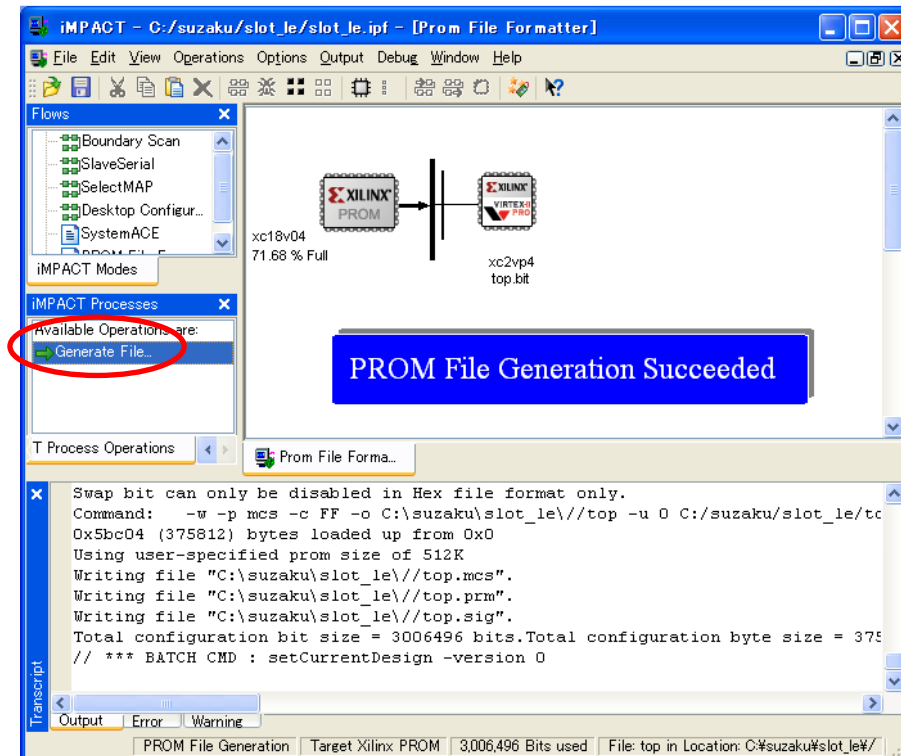 iMPACT - C:/suzaku/slot_le/slot_le.ipf - [Prom File Formatter]
File Edit View Operations Options Output Debug Window Help
Flows
Boundary Scan
SlaveSerial
SelectMAP
Desktop Configur...
SystemACE
iMPACT Modes
iMPACT Processes
Available Operations are:
Generate File...
T Process Operations
XILINX
PROM
xc18v04
71.68 % Full
XILINX
VIRTEX-II
PRO
xc2vp4
top.bit
PROM File Generation Succeeded
Prom File Forma...
Swap bit can only be disabled in Hex file format only.
Command: -w -p mcs -c FF -o C:\suzaku\slot_le\//top -u 0 C:/suzaku/slot_le/to
0x5bc04 (375812) bytes loaded up from 0x0
Using user-specified prom size of 512K
Writing file "C:\suzaku\slot_le\//top.mcs".
Writing file "C:\suzaku\slot_le\//top.prm".
Writing file "C:\suzaku\slot_le\//top.sig".
Total configuration bit size = 3006496 bits.Total configuration byte size = 375
// *** BATCH CMD : setCurrentDesign -version 0
Transcript
Output Error Warning
PROM File Generation Target Xilinx PROM 3,006,496 Bits used File: top in Location: C:¥suzaku¥slot_le¥/